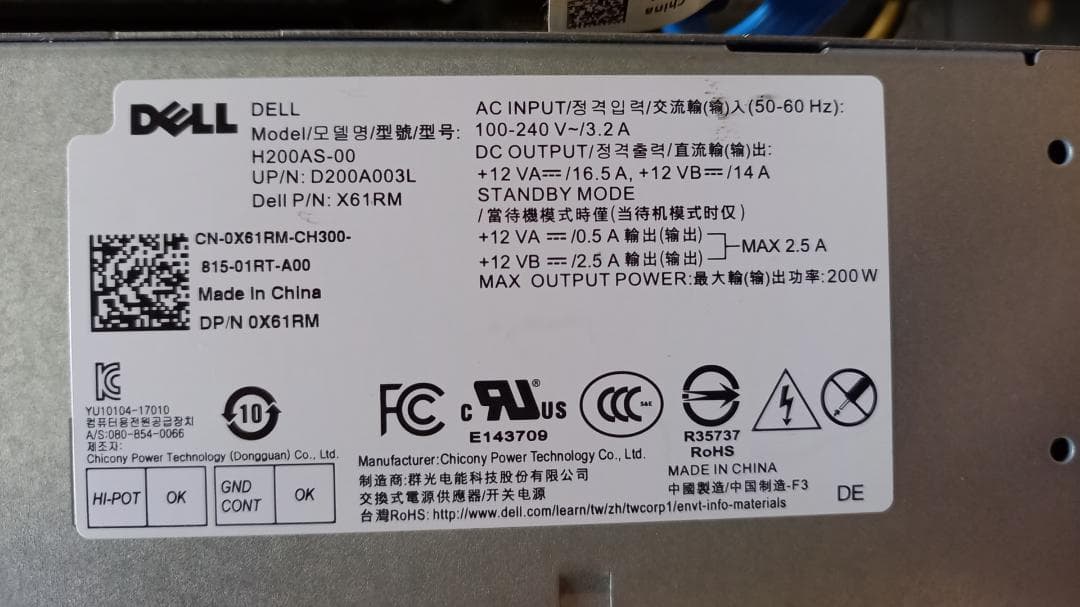 China
DELL
DELL
Model/모델명/型號/型号:
H200AS-00
UP/N: D200A003L
Dell P/N: X61RM
AC INPUT/정격입력/交流輸(输)入(50-60 Hz):
100-240 V~/3.2 A
DC OUTPUT/정격출력/直流輸(输)出:
+12 VA⎓/16.5 A, +12 VB⎓/14 A
STANDBY MODE
/當待機模式時僅(当待机模式时仅)
+12 VA ⎓ /0.5 A 輸出(输出)
+12 VB ⎓ /2.5 A 輸出(输出)
MAX 2.5 A
MAX OUTPUT POWER:最大輸(输)出功率:200 W
CN-0X61RM-CH300-
815-01RT-A00
Made In China
DP/N 0X61RM
YU10104-17010
컴퓨터용전원공급장치
A/S:080-854-0066
제조자:
Chicony Power Technology (Dongguan) Co., Ltd.
HI-POT OK
GND CONT OK
10
FC
c RU® US
E143709
CCC S&E
R35737
RoHS
Manufacturer:Chicony Power Technology Co., Ltd.
制造商:群光电能科技股份有限公司
交換式電源供應器/开关电源
台灣RoHS: http://www.dell.com/learn/tw/zh/twcorp1/envt-info-materials
MADE IN CHINA
中國製造/中国制造-F3
DE